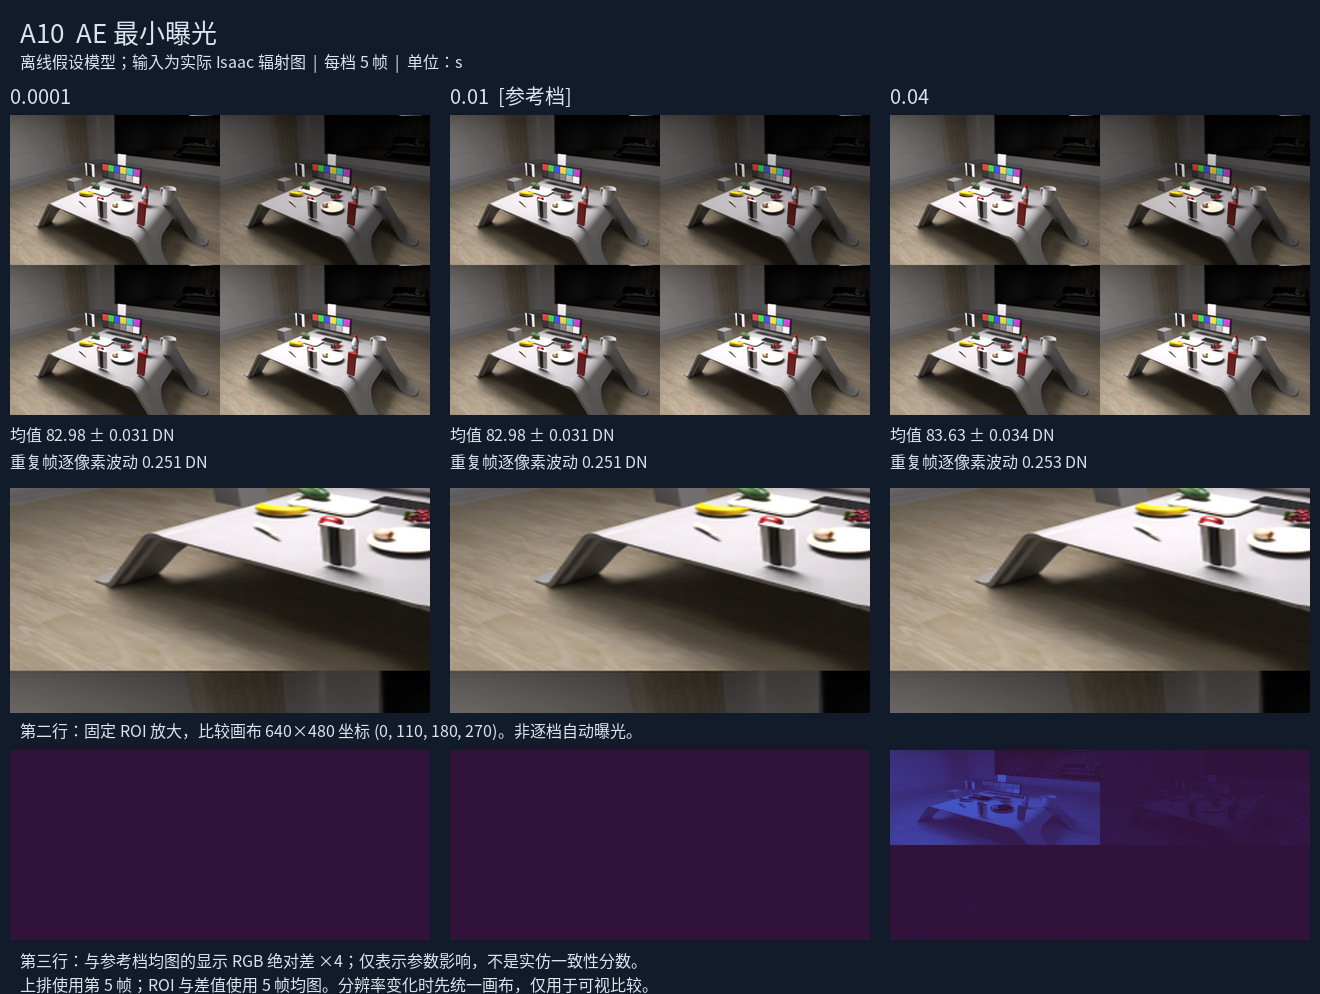 A10 AE 最小曝光
离线假设模型；输入为实际 Isaac 辐射图｜每档 5 帧｜单位：s
0.0001
0.01 [参考档]
0.04
均值 82.98 ± 0.031 DN
重复帧逐像素波动 0.251 DN
均值 82.98 ± 0.031 DN
重复帧逐像素波动 0.251 DN
均值 83.63 ± 0.034 DN
重复帧逐像素波动 0.253 DN
第二行：固定 ROI 放大，比较画布 640×480 坐标 (0, 110, 180, 270)。非逐档自动曝光。
第三行：与参考档均图的显示 RGB 绝对差 ×4；仅表示参数影响，不是实仿一致性分数。
上排使用第 5 帧；ROI 与差值使用 5 帧均图。分辨率变化时先统一画布，仅用于可视比较。